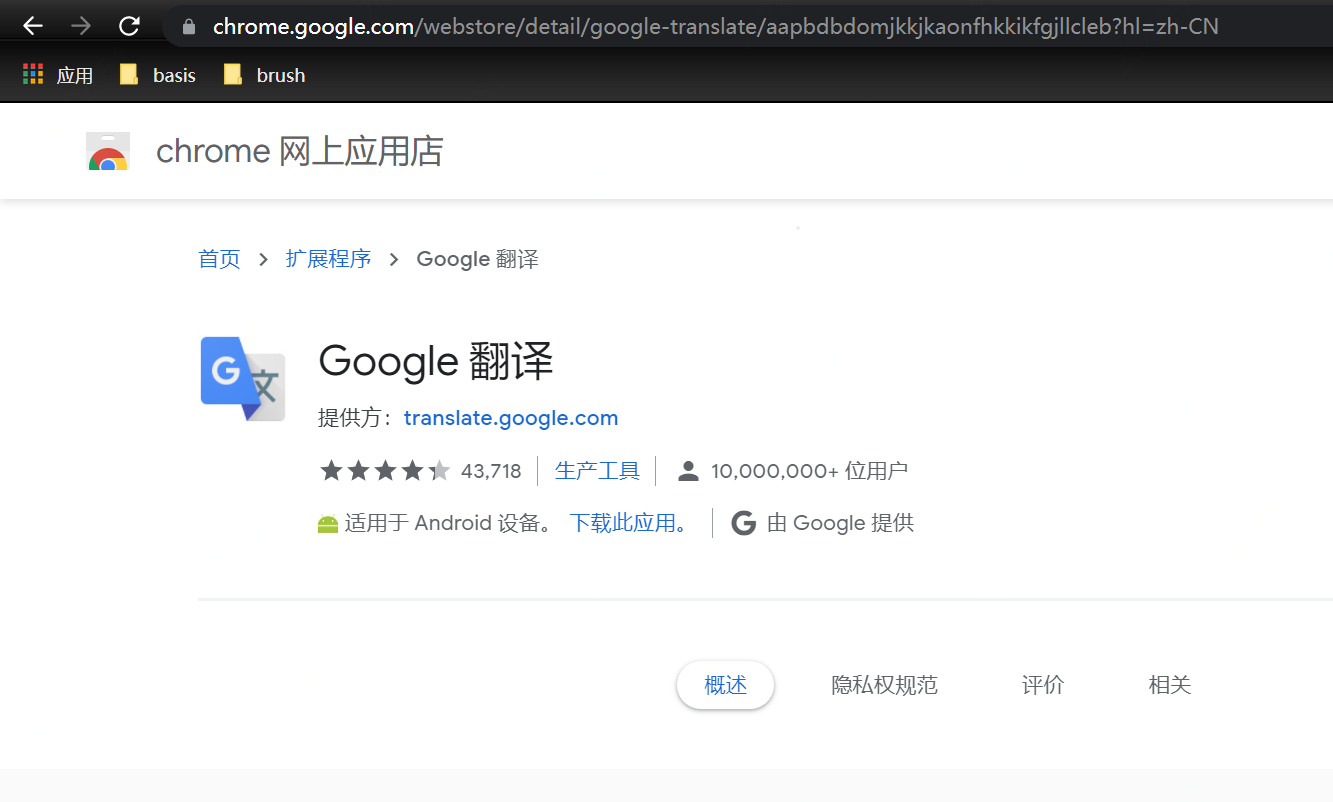 chrome.google.com/webstore/detail/google-translate/aapbdbdomjkkjkaonfhkkikfgjllcleb?hl=zh-CN
应用 basis brush
chrome 网上应用店
首页 > 扩展程序 > Google 翻译
Google 翻译
提供方：translate.google.com
43,718 生产工具 10,000,000+ 位用户
适用于 Android 设备。 下载此应用。 由 Google 提供
概述 隐私权规范 评价 相关